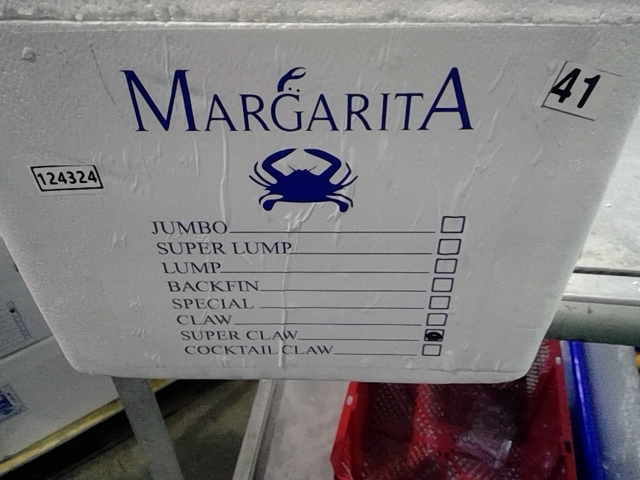 MARGARITA
41
124324
JUMBO
SUPER LUMP
LUMP
BACKFIN
SPECIAL
CLAW
SUPER CLAW
COCKTAIL CLAW